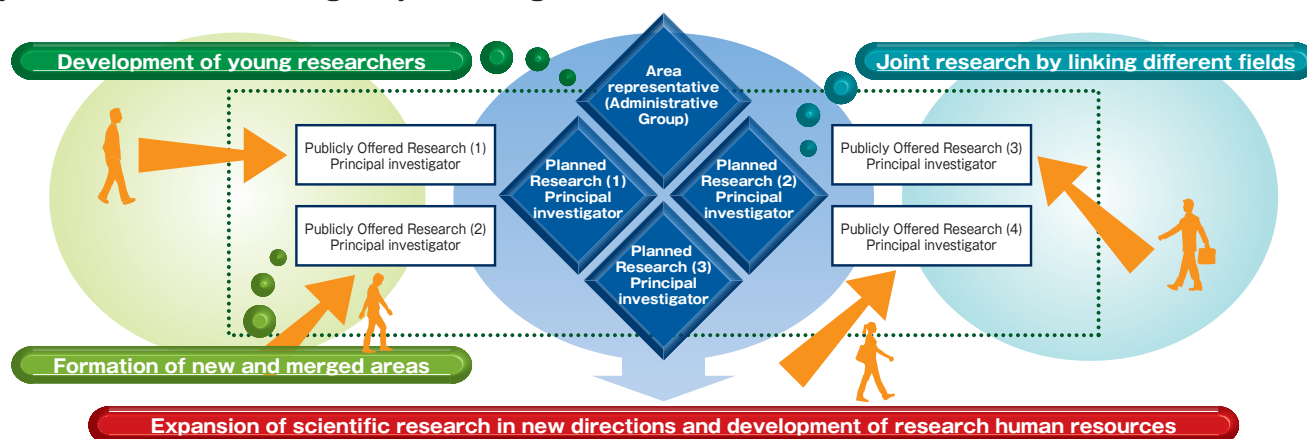 Development of young researchers
Joint research by linking different fields
Area
representative
(Administrative
Group)
Publicly Offered Research (1)
Principal investigator
Planned
Research (1)
Principal
investigator
Planned
Research (2)
Principal
investigator
Publicly Offered Research (3)
Principal investigator
Publicly Offered Research (2)
Principal investigator
Planned
Research (3)
Principal
investigator
Publicly Offered Research (4)
Principal investigator
Formation of new and merged areas
Expansion of scientific research in new directions and development of research human resources